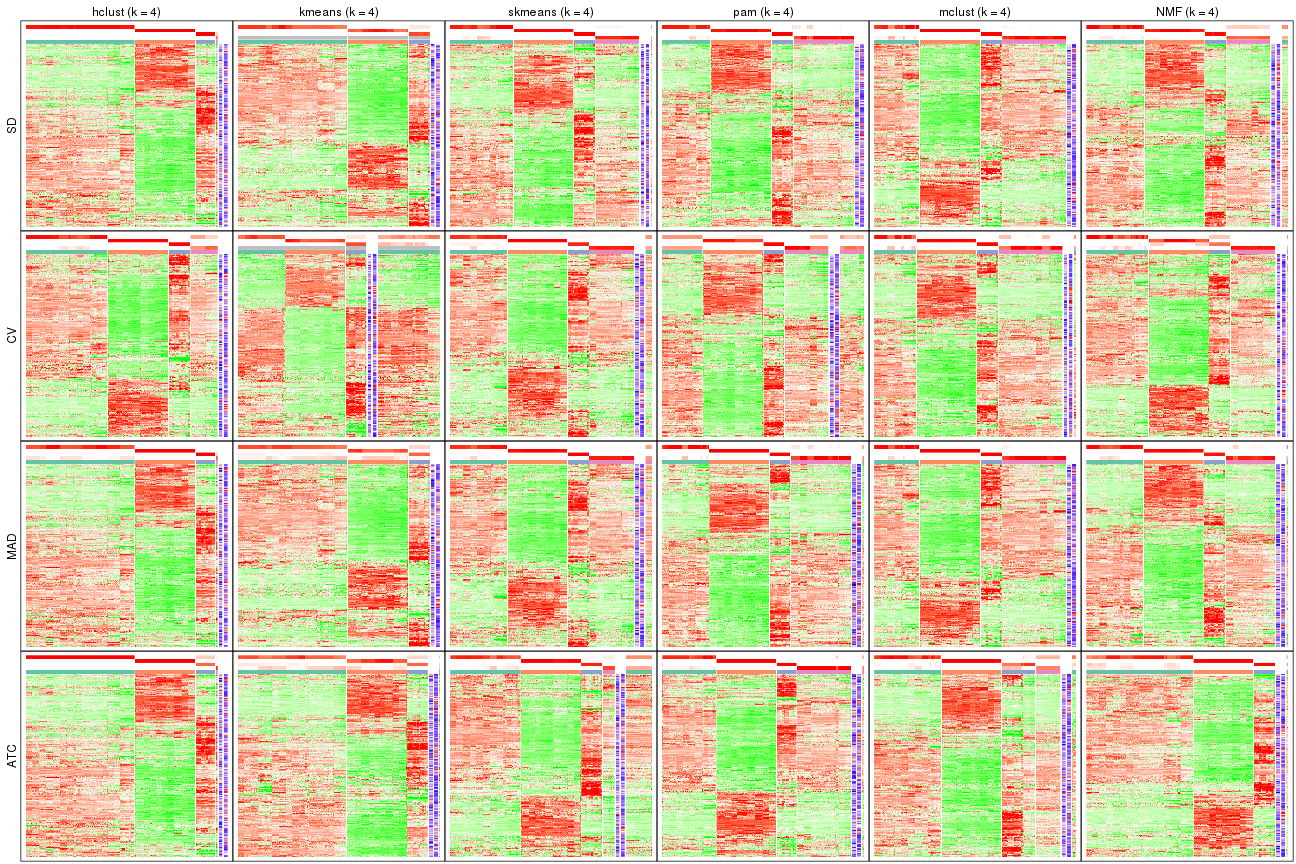 hclust (k = 4) kmeans (k = 4) skmeans (k = 4) pam (k = 4) mclust (k = 4) NMF (k = 4)
SD
CV
MAD
ATC